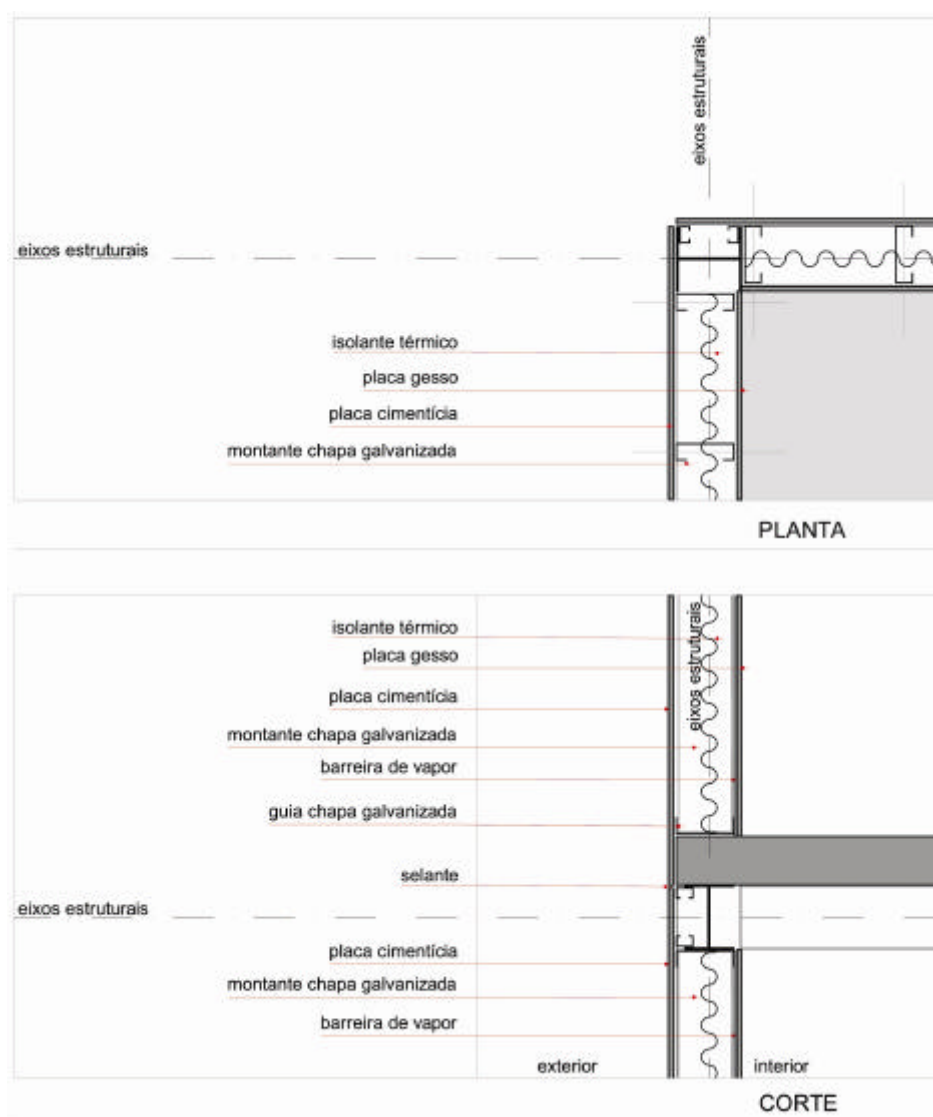 eixos estruturais
eixos estruturais
isolante térmico
placa gesso
placa cimentícia
montante chapa galvanizada
PLANTA
isolante térmico
eixos estruturais
placa gesso
placa cimentícia
montante chapa galvanizada
barreira de vapor
guia chapa galvanizada
selante
eixos estruturais
placa cimentícia
montante chapa galvanizada
barreira de vapor
exterior interior
CORTE